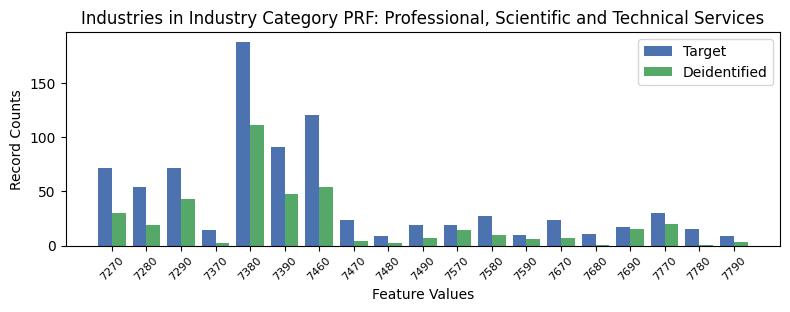 Industries in Industry Category PRF: Professional, Scientific and Technical Services
Target
Deidentified
Record Counts
150
100
50
0
7270 7280 7290 7370 7380 7390 7460 7470 7480 7490 7570 7580 7590 7670 7680 7690 7770 7780 7790
Feature Values